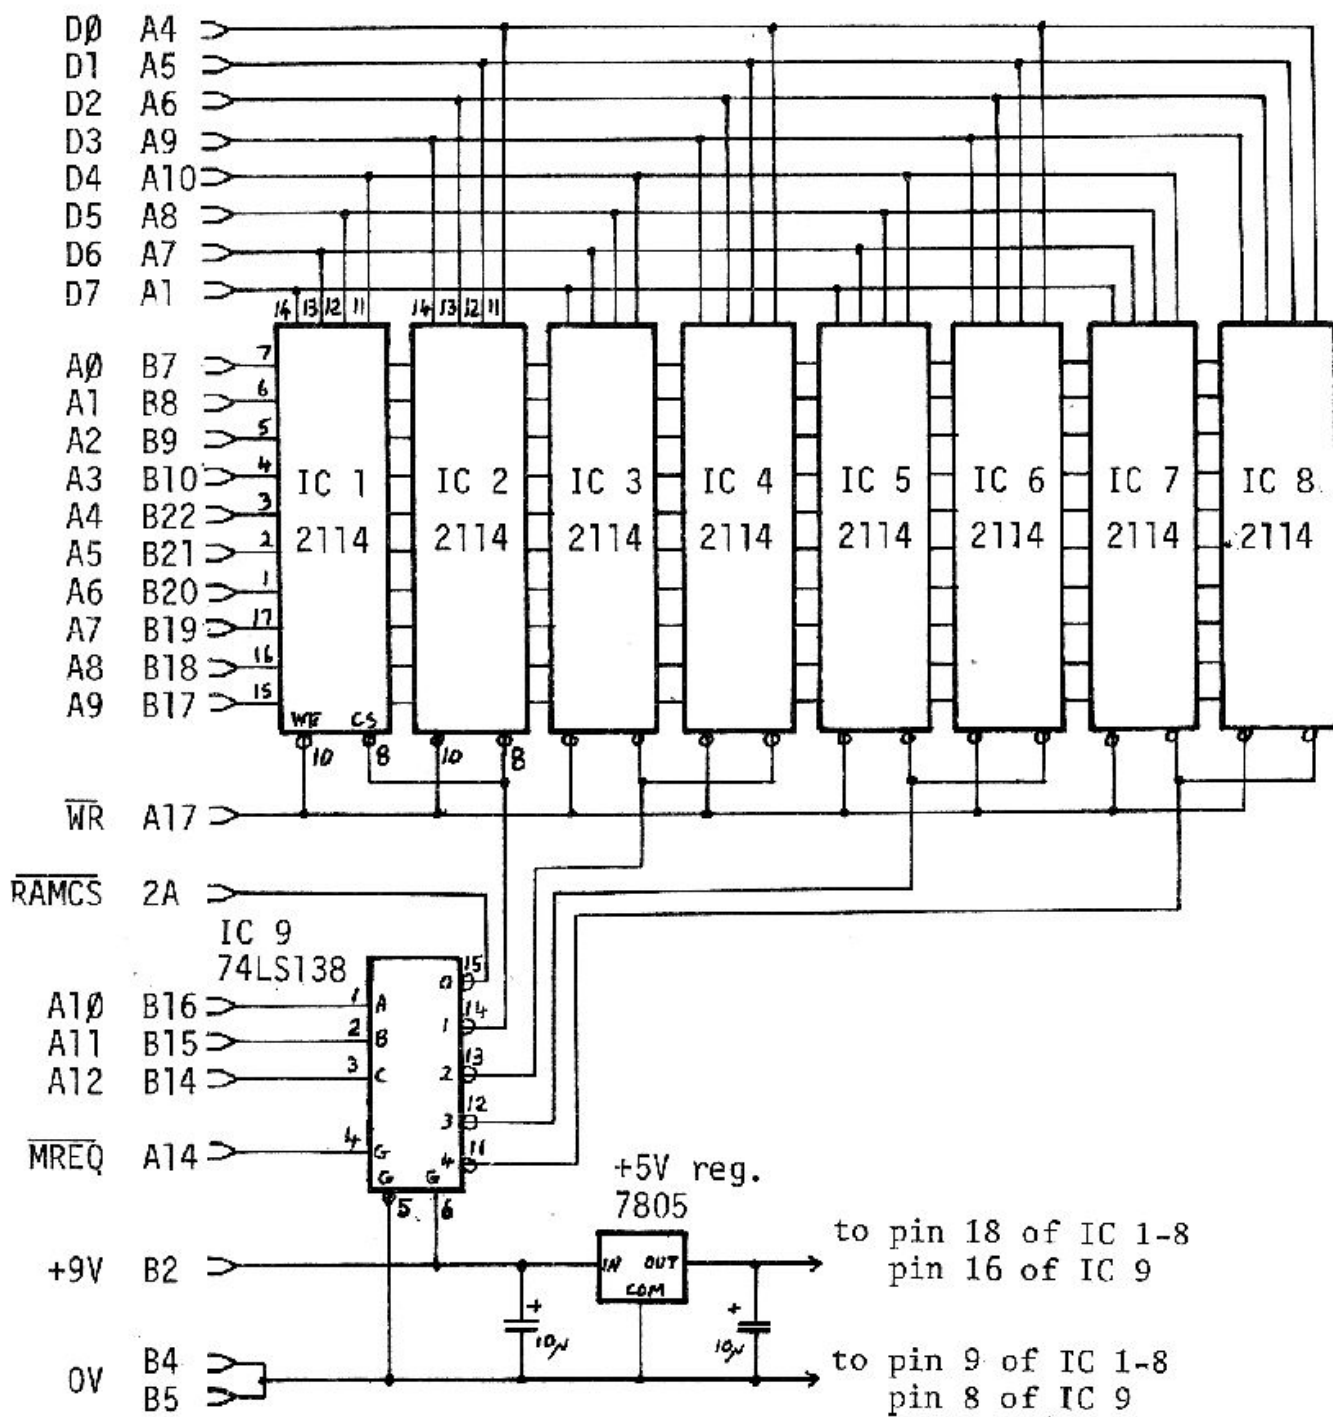 DØ A4
D1 A5
D2 A6
D3 A9
D4 A10
D5 A8
D6 A7
D7 A1
14 13 12 11 14 13 12 11
AØ B7 7
A1 B8 6
A2 B9 5
A3 B10 4
A4 B22 3
A5 B21 2
A6 B20 1
A7 B19 17
A8 B18 16
A9 B17 15
IC 1 IC 2 IC 3 IC 4 IC 5 IC 6 IC 7 IC 8
2114 2114 2114 2114 2114 2114 2114 2114
WE CS
10 8 10 8
WR A17
RAMCS 2A
IC 9
74LS138
0 15
A1Ø B16 1 A
1 14
A11 B15 2 B
A12 B14 3 C
2 13
3 12
MREQ A14 4 G
4 11
G G
5 6
+5V reg.
7805
+9V B2
IN OUT
COM
to pin 18 of IC 1-8
pin 16 of IC 9
+ 10μ
+ 10μ
0V B4
B5
to pin 9 of IC 1-8
pin 8 of IC 9